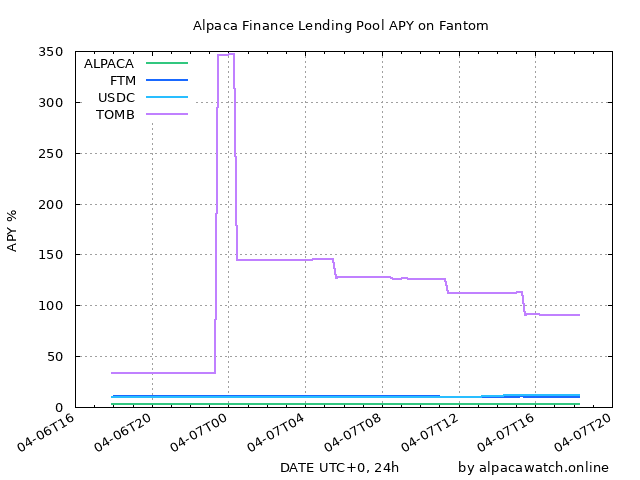 Alpaca Finance Lending Pool APY on Fantom
APY %
350
300
250
200
150
100
50
0
ALPACA
FTM
USDC
TOMB
04-06T16
04-06T20
04-07T00
04-07T04
04-07T08
04-07T12
04-07T16
04-07T20
DATE UTC+0, 24h
by alpacawatch.online